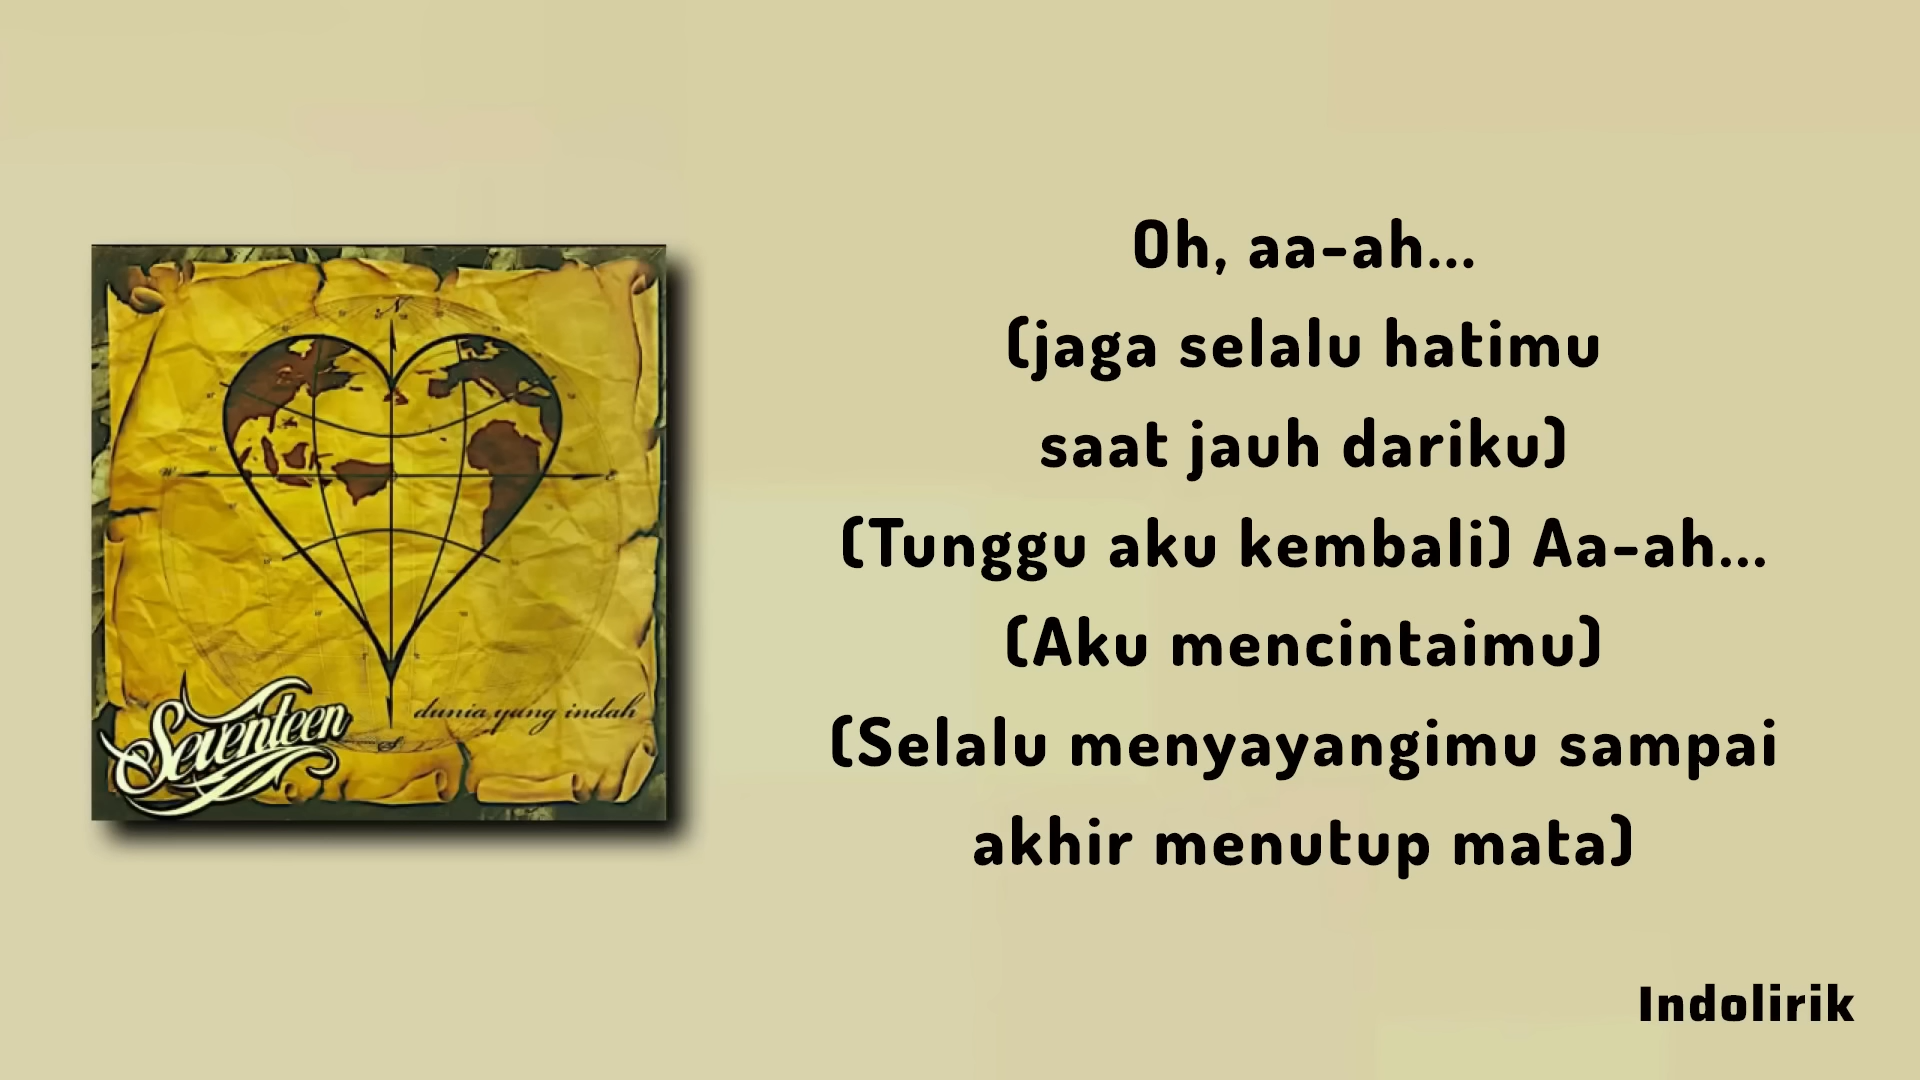 Oh, aa-ah...
(jaga selalu hatimu
saat jauh dariku)
(Tunggu aku kembali) Aa-ah...
(Aku mencintaimu)
(Selalu menyayangimu sampai
akhir menutup mata)
N
W
S
Seventeen
dunia yang indah
Indolirik